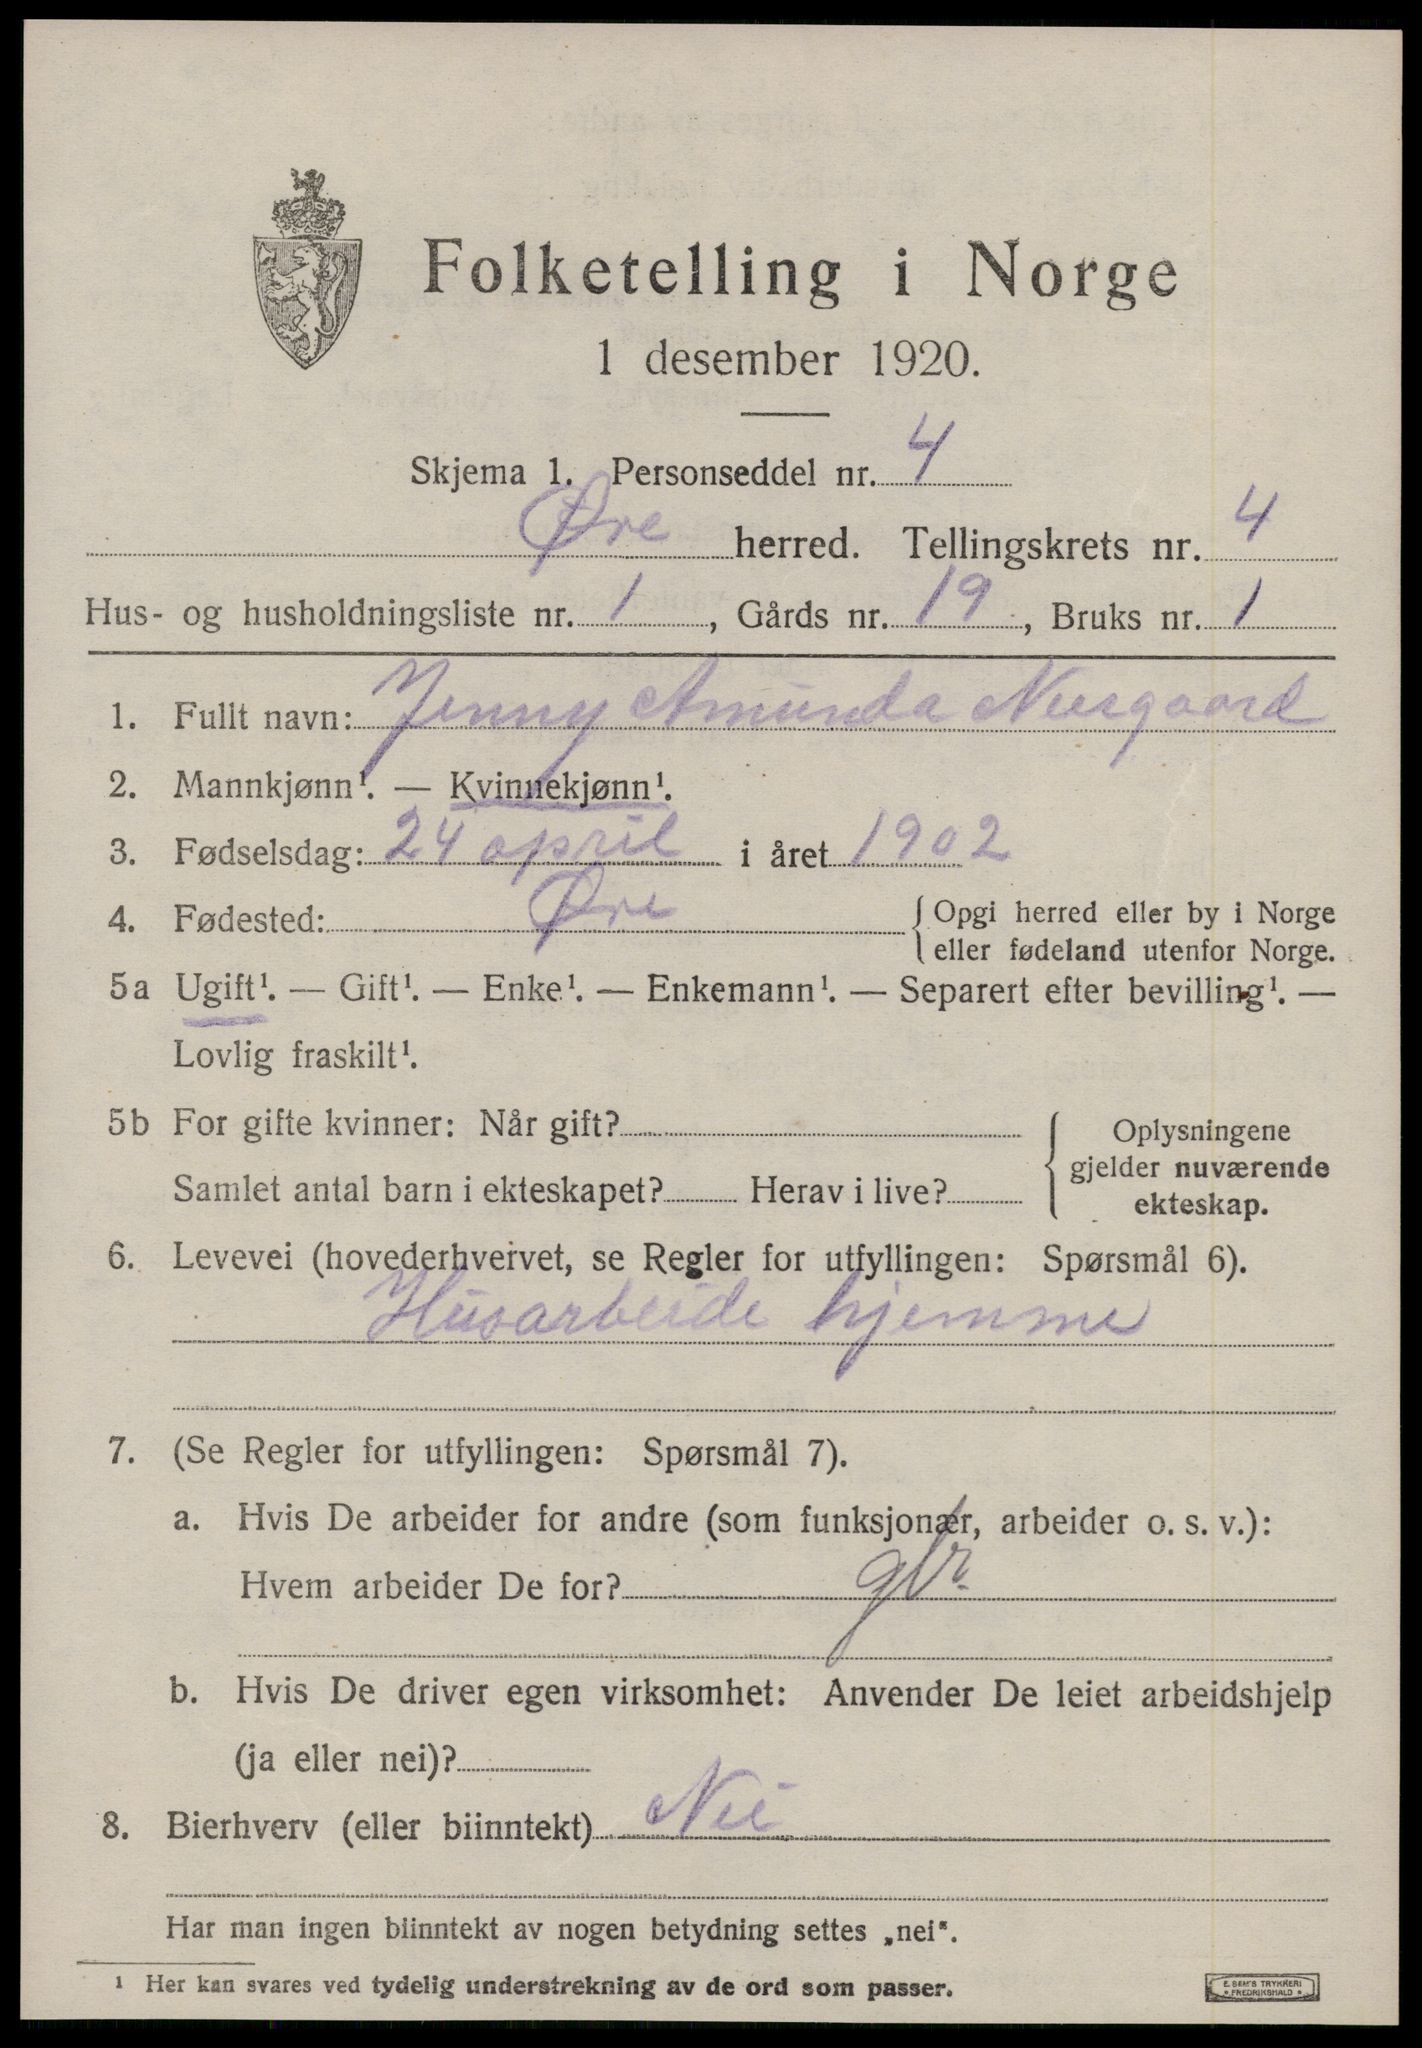 Folketelling i Norge
1 desember 1920.
Skjema 1. Personseddel nr. 4
Øre herred. Tellingskrets nr. 4
Hus- og husholdningsliste nr. 1, Gårds nr. 19, Bruks nr. 1
1. Fullt navn: Jenny Amunda Neergaard
2. Mannkjønn¹. — Kvinnekjønn¹.
3. Fødselsdag: 24 april i året 1902
4. Fødested: Øre { Opgi herred eller by i Norge
eller fødeland utenfor Norge.
5a Ugift¹. — Gift¹. — Enke¹. — Enkemann¹. — Separert efter bevilling¹. —
Lovlig fraskilt¹.
5b For gifte kvinner: Når gift?
Samlet antal barn i ekteskapet? Herav i live?
Oplysningene
gjelder nuværende
ekteskap.
6. Levevei (hovederhvervet, se Regler for utfyllingen: Spørsmål 6).
Husarbeide hjemme
7. (Se Regler for utfyllingen: Spørsmål 7).
a. Hvis De arbeider for andre (som funksjonær, arbeider o. s. v.):
Hvem arbeider De for? gbr.
b. Hvis De driver egen virksomhet: Anvender De leiet arbeidshjelp
(ja eller nei)?
8. Bierhverv (eller biinntekt) Nei
Har man ingen biinntekt av nogen betydning settes „nei".
¹ Her kan svares ved tydelig understrekning av de ord som passer.
E. SEM'S TRYKKERI
FREDRIKSHALD